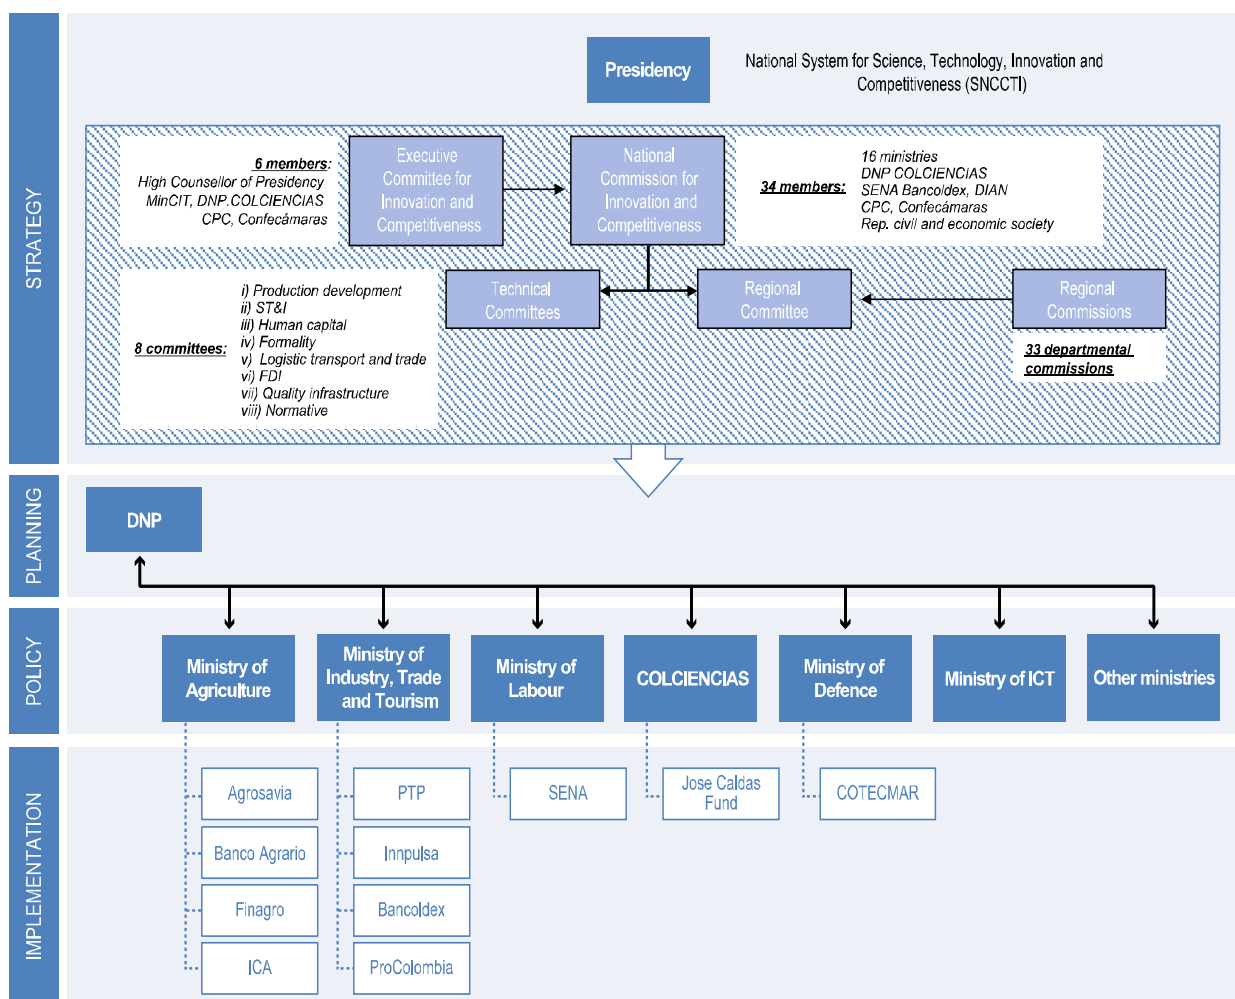 STRATEGY
Presidency
National System for Science, Technology, Innovation and
Competitiveness (SNCCTI)
6 members:
High Counsellor of Presidency
MinCIT, DNP.COLCIENCIAS
CPC, Confecámaras
Executive
Committee for
Innovation and
Competitiveness
National
Commission for
Innovation and
Competitiveness
34 members:
16 ministries
DNP COLCIENCIAS
SENA Bancoldex, DIAN
CPC, Confecámaras
Rep. civil and economic society
8 committees:
i) Production development
ii) ST&I
iii) Human capital
iv) Formality
v) Logistic transport and trade
vi) FDI
vii) Quality infrastructure
viii) Normative
Technical
Committees
Regional
Committee
Regional
Commissions
33 departmental
commissions
PLANNING
DNP
POLICY
Ministry of
Agriculture
Ministry of
Industry, Trade
and Tourism
Ministry of
Labour
COLCIENCIAS
Ministry of
Defence
Ministry of ICT
Other ministries
IMPLEMENTATION
Agrosavia
PTP
SENA
Jose Caldas
Fund
COTECMAR
Banco Agrario
Innpulsa
Finagro
Bancoldex
ICA
ProColombia